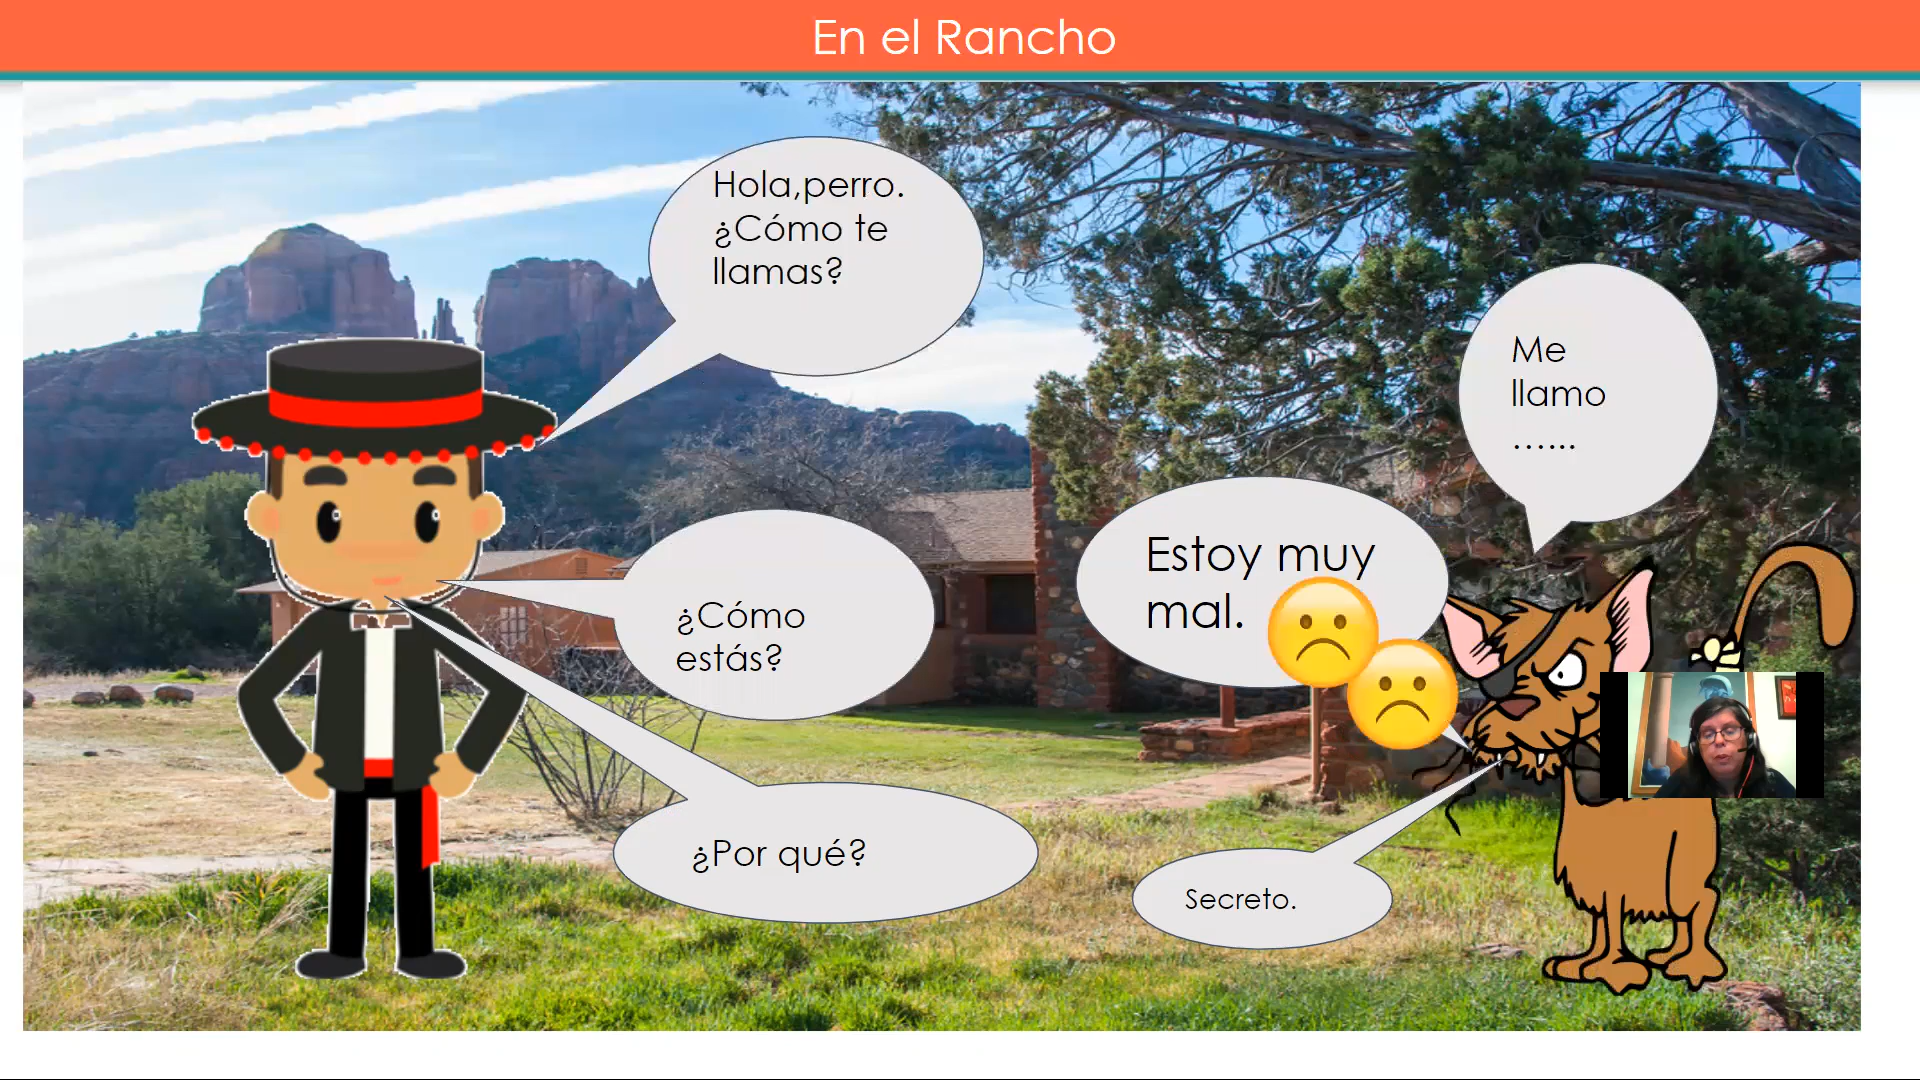 En el Rancho
Hola,perro.
¿Cómo te
llamas?
Me
llamo
......
¿Cómo
estás?
Estoy muy
mal.
¿Por qué?
Secreto.